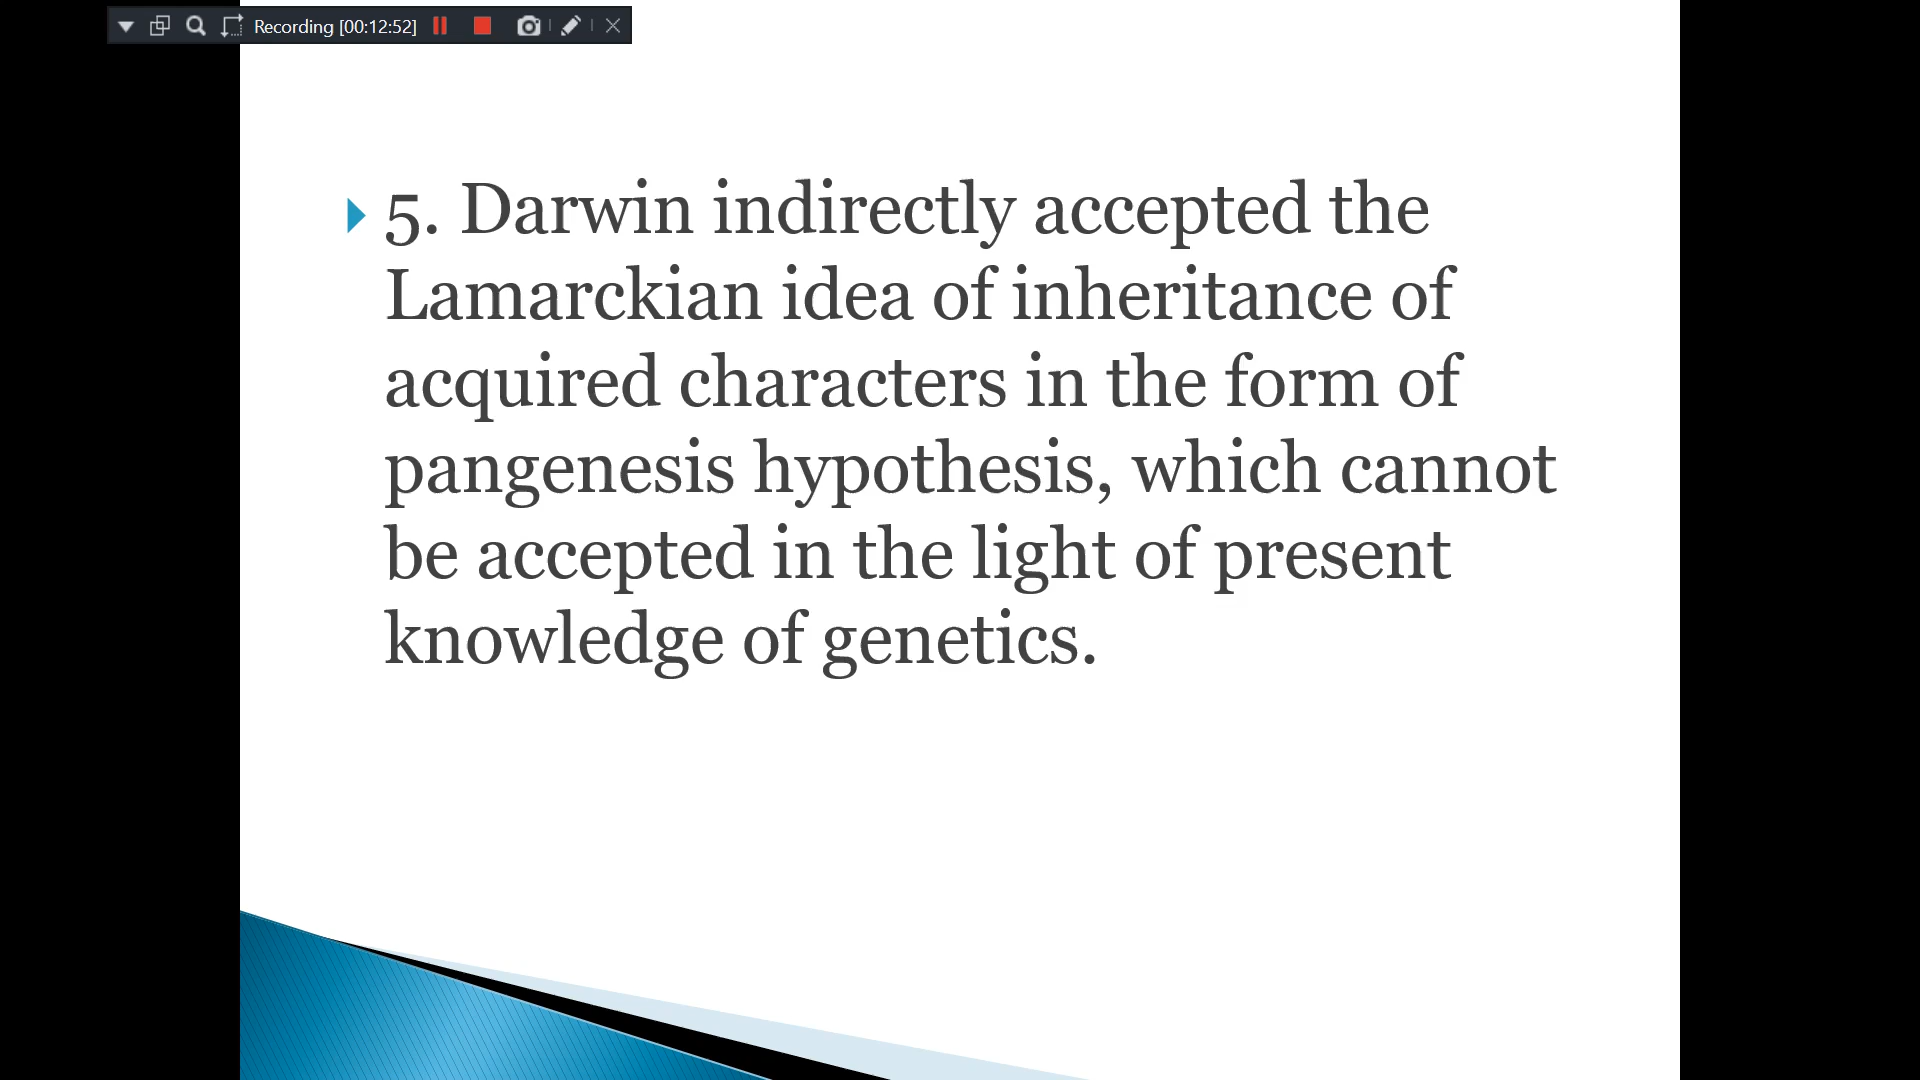 Recording [00:12:52]
5. Darwin indirectly accepted the
Lamarckian idea of inheritance of
acquired characters in the form of
pangenesis hypothesis, which cannot
be accepted in the light of present
knowledge of genetics.